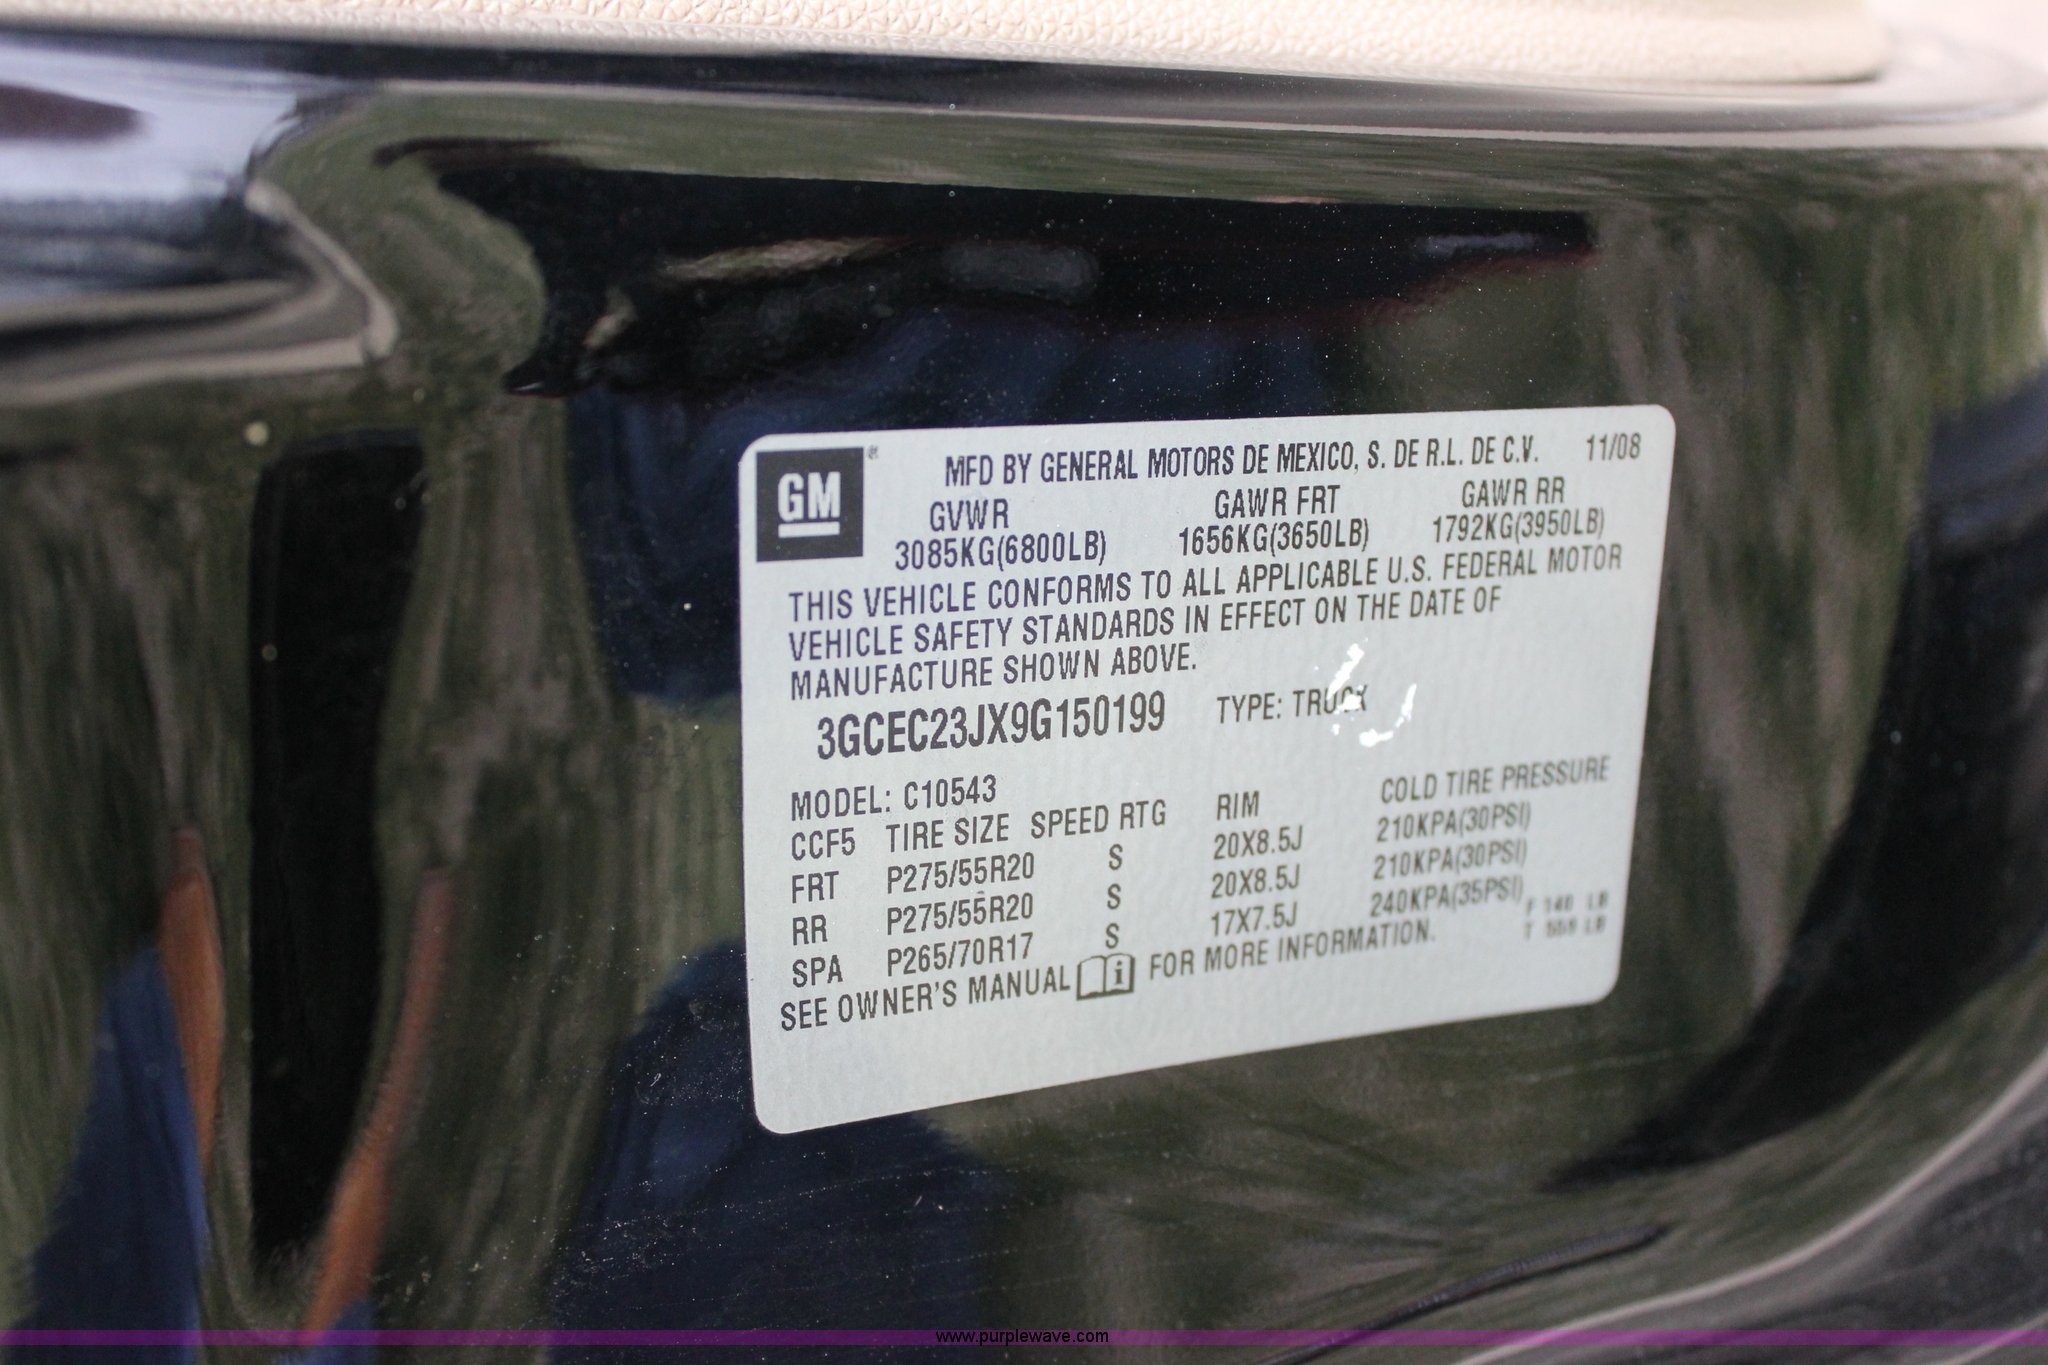 GM
MFD BY GENERAL MOTORS DE MEXICO, S. DE R.L. DE C.V. 11/08
GVWR GAWR FRT GAWR RR
3085KG(6800LB) 1656KG(3650LB) 1792KG(3950LB)
THIS VEHICLE CONFORMS TO ALL APPLICABLE U.S. FEDERAL MOTOR
VEHICLE SAFETY STANDARDS IN EFFECT ON THE DATE OF
MANUFACTURE SHOWN ABOVE.
3GCEC23JX9G150199 TYPE: TRUCK
MODEL: C10543
CCF5 TIRE SIZE SPEED RTG RIM COLD TIRE PRESSURE
FRT P275/55R20 S 20X8.5J 210KPA(30PSI)
RR P275/55R20 S 20X8.5J 210KPA(30PSI)
SPA P265/70R17 S 17X7.5J 240KPA(35PSI)
SEE OWNER'S MANUAL FOR MORE INFORMATION.
www.purplewave.com